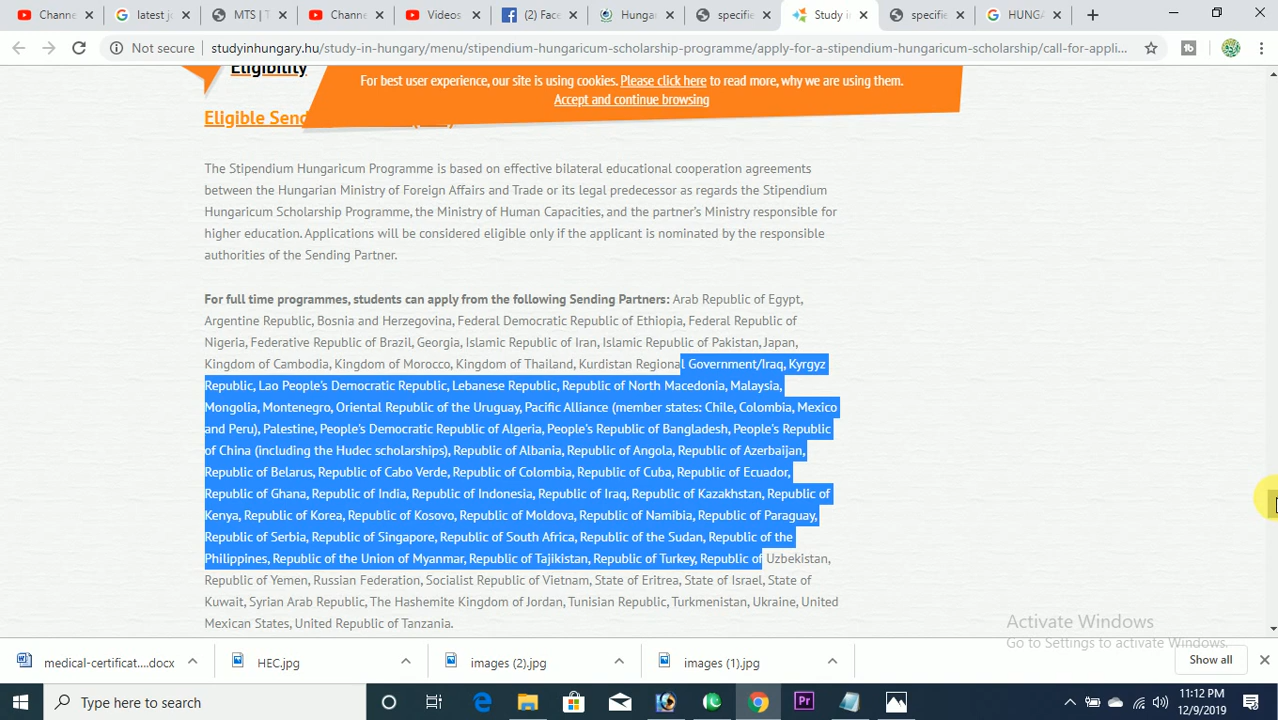 Channe
latest j
MTS | T
Channe
Videos
(2) Face
Hungar
specifie
Study in
specifie
HUNGA
Not secure
studyinhungary.hu/study-in-hungary/menu/stipendium-hungaricum-scholarship-programme/apply-for-a-stipendium-hungaricum-scholarship/call-for-appli...
Eligibility
For best user experience, our site is using cookies. Please click here to read more, why we are using them.
Accept and continue browsing
Eligible Send
The Stipendium Hungaricum Programme is based on effective bilateral educational cooperation agreements
between the Hungarian Ministry of Foreign Affairs and Trade or its legal predecessor as regards the Stipendium
Hungaricum Scholarship Programme, the Ministry of Human Capacities, and the partner's Ministry responsible for
higher education. Applications will be considered eligible only if the applicant is nominated by the responsible
authorities of the Sending Partner.
For full time programmes, students can apply from the following Sending Partners: Arab Republic of Egypt,
Argentine Republic, Bosnia and Herzegovina, Federal Democratic Republic of Ethiopia, Federal Republic of
Nigeria, Federative Republic of Brazil, Georgia, Islamic Republic of Iran, Islamic Republic of Pakistan, Japan,
Kingdom of Cambodia, Kingdom of Morocco, Kingdom of Thailand, Kurdistan Regional Government/Iraq, Kyrgyz
Republic, Lao People's Democratic Republic, Lebanese Republic, Republic of North Macedonia, Malaysia,
Mongolia, Montenegro, Oriental Republic of the Uruguay, Pacific Alliance (member states: Chile, Colombia, Mexico
and Peru), Palestine, People's Democratic Republic of Algeria, People's Republic of Bangladesh, People's Republic
of China (including the Hudec scholarships), Republic of Albania, Republic of Angola, Republic of Azerbaijan,
Republic of Belarus, Republic of Cabo Verde, Republic of Colombia, Republic of Cuba, Republic of Ecuador,
Republic of Ghana, Republic of India, Republic of Indonesia, Republic of Iraq, Republic of Kazakhstan, Republic of
Kenya, Republic of Korea, Republic of Kosovo, Republic of Moldova, Republic of Namibia, Republic of Paraguay,
Republic of Serbia, Republic of Singapore, Republic of South Africa, Republic of the Sudan, Republic of the
Philippines, Republic of the Union of Myanmar, Republic of Tajikistan, Republic of Turkey, Republic of Uzbekistan,
Republic of Yemen, Russian Federation, Socialist Republic of Vietnam, State of Eritrea, State of Israel, State of
Kuwait, Syrian Arab Republic, The Hashemite Kingdom of Jordan, Tunisian Republic, Turkmenistan, Ukraine, United
Mexican States, United Republic of Tanzania.
Activate Windows
Go to Settings to activate Windows.
medical-certificat....docx
HEC.jpg
images (2).jpg
images (1).jpg
Show all
Type here to search
Pr
11:12 PM
12/9/2019